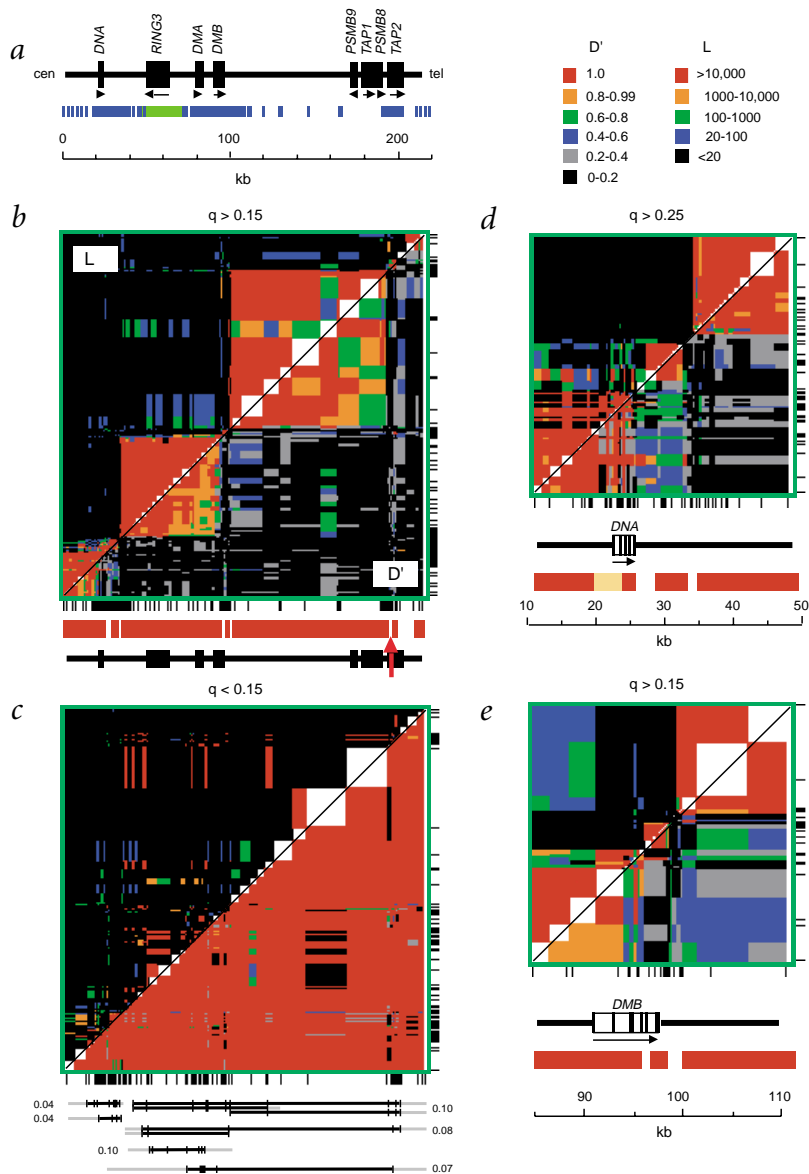 a
DNA
RING3
DMA
DMB
PSMB9
TAP1
PSMB8
TAP2
cen
tel
0 100 200
kb
D' L
1.0 >10,000
0.8-0.99 1000-10,000
0.6-0.8 100-1000
0.4-0.6 20-100
0.2-0.4 <20
0-0.2
b
q > 0.15
L
D'
c
q < 0.15
0.04
0.10
0.04
0.08
0.10
0.07
d
q > 0.25
DNA
10 20 30 40 50
kb
e
q > 0.15
DMB
90 100 110
kb